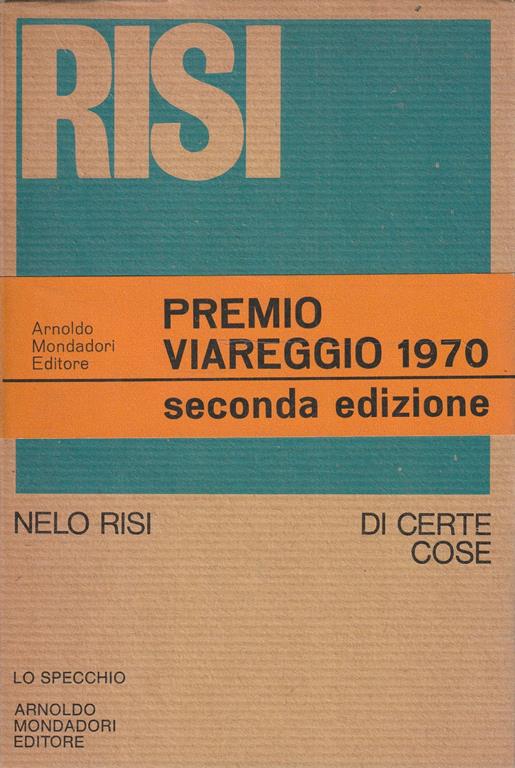 RISI
Arnoldo
Mondadori
Editore
PREMIO
VIAREGGIO 1970
seconda edizione
NELO RISI
DI CERTE
COSE
LO SPECCHIO
ARNOLDO
MONDADORI
EDITORE